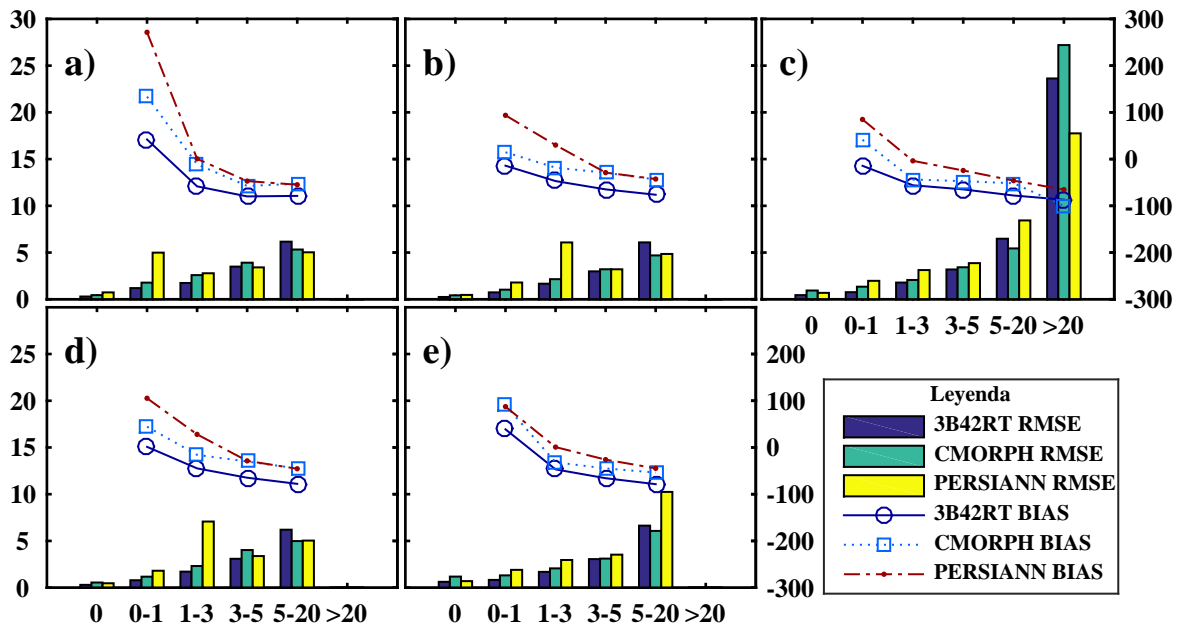 30
25
20
15
10
5
0
a)
b)
c)
300
200
100
0
-100
-200
-300
0 0-1 1-3 3-5 5-20 >20
25
20
15
10
5
0
d)
e)
200
100
0
-100
-200
-300
0 0-1 1-3 3-5 5-20 >20
0 0-1 1-3 3-5 5-20 >20
Leyenda
3B42RT RMSE
CMORPH RMSE
PERSIANN RMSE
3B42RT BIAS
CMORPH BIAS
PERSIANN BIAS